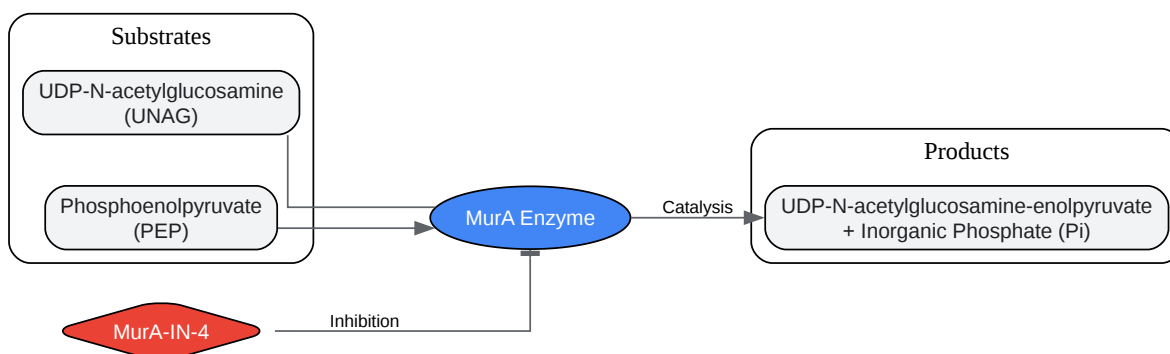 Substrates
UDP-N-acetylglucosamine
(UNAG)
Phosphoenolpyruvate
(PEP)
MurA-IN-4
Inhibition
MurA Enzyme
Catalysis
Products
UDP-N-acetylglucosamine-enolpyruvate
+ Inorganic Phosphate (Pi)